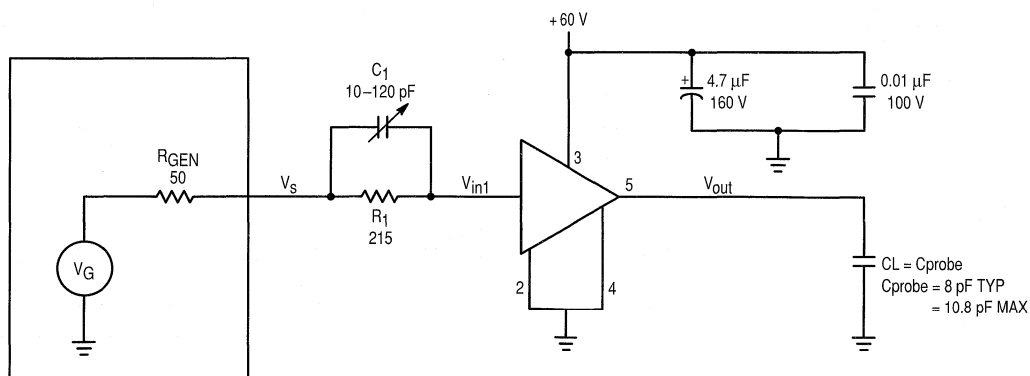 +60 V
C1
10–120 pF
+ 4.7 μF
160 V
0.01 μF
100 V
3
RGEN
50
Vs
Vin1
5
Vout
R1
215
VG
2
4
CL = Cprobe
Cprobe = 8 pF TYP
= 10.8 pF MAX